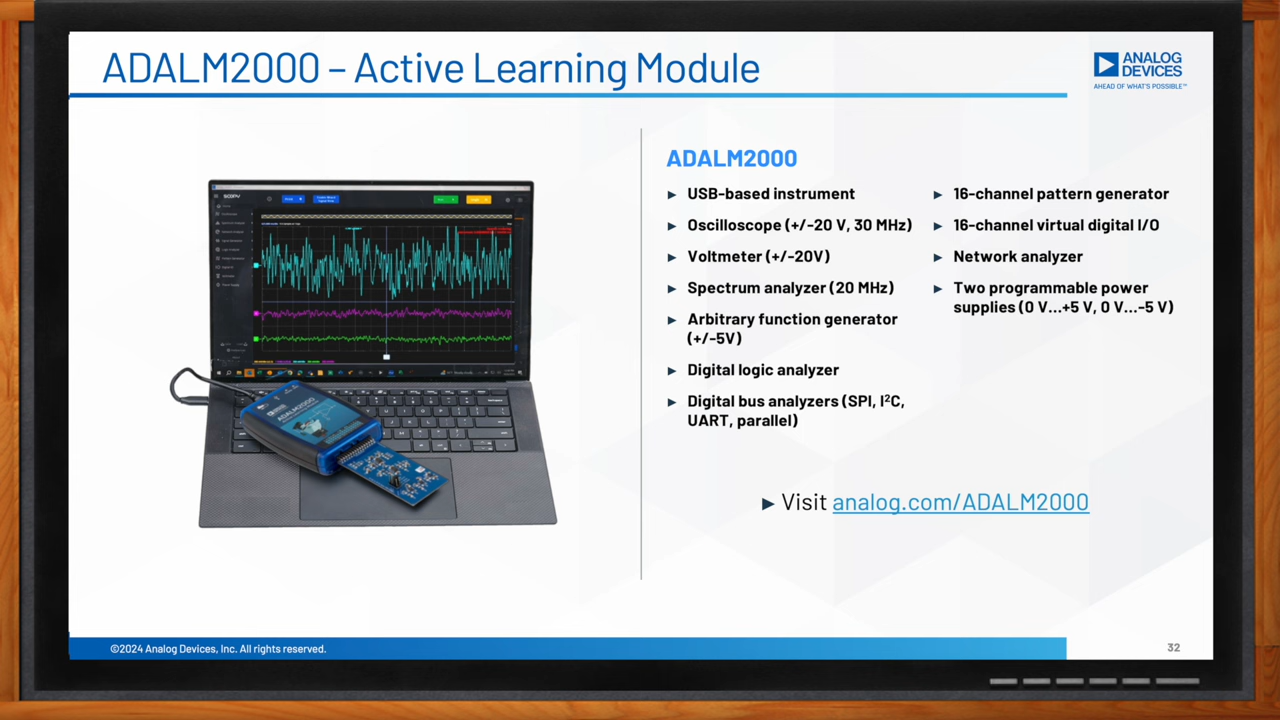 ADALM2000 – Active Learning Module
ANALOG
DEVICES
AHEAD OF WHAT'S POSSIBLE™
ADALM2000
► USB-based instrument
► Oscilloscope (+/-20 V, 30 MHz)
► Voltmeter (+/-20V)
► Spectrum analyzer (20 MHz)
► Arbitrary function generator
(+/-5V)
► Digital logic analyzer
► Digital bus analyzers (SPI, I²C,
UART, parallel)
► 16-channel pattern generator
► 16-channel virtual digital I/O
► Network analyzer
► Two programmable power
supplies (0 V...+5 V, 0 V...-5 V)
► Visit analog.com/ADALM2000
scopy
ADALM2000
©2024 Analog Devices, Inc. All rights reserved.
32